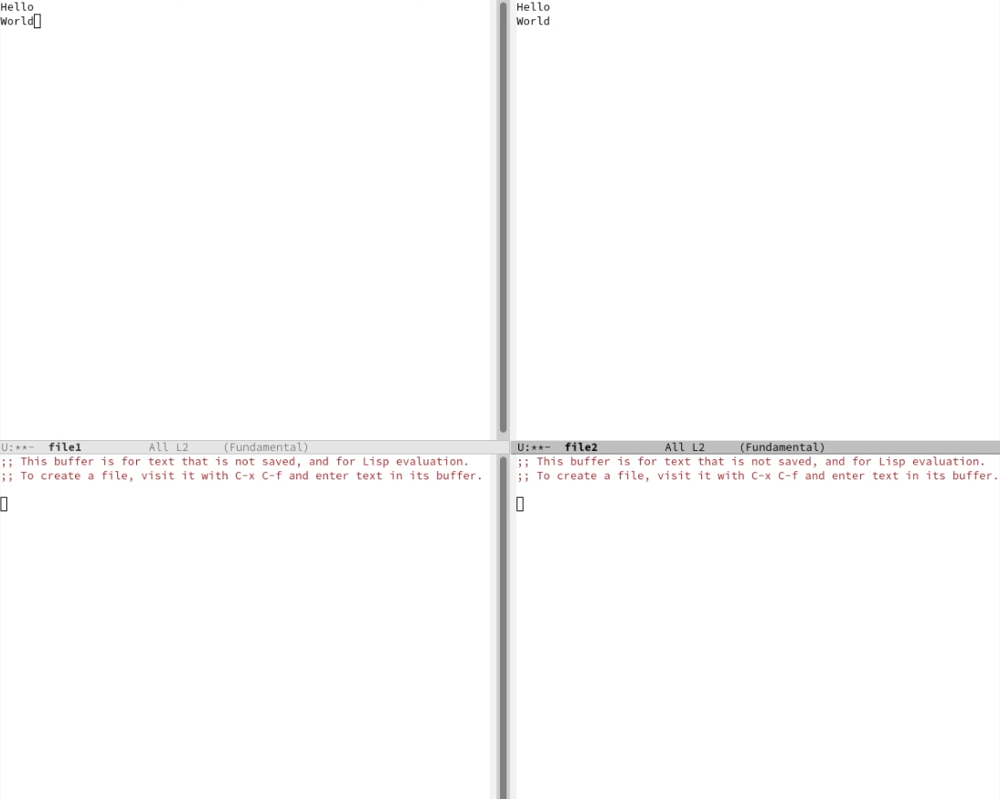 Hello
World
U:**-  file1          All L2     (Fundamental)
;; This buffer is for text that is not saved, and for Lisp evaluation.
;; To create a file, visit it with C-x C-f and enter text in its buffer.
Hello
World
U:**-  file2          All L2     (Fundamental)
;; This buffer is for text that is not saved, and for Lisp evaluation.
;; To create a file, visit it with C-x C-f and enter text in its buffer.